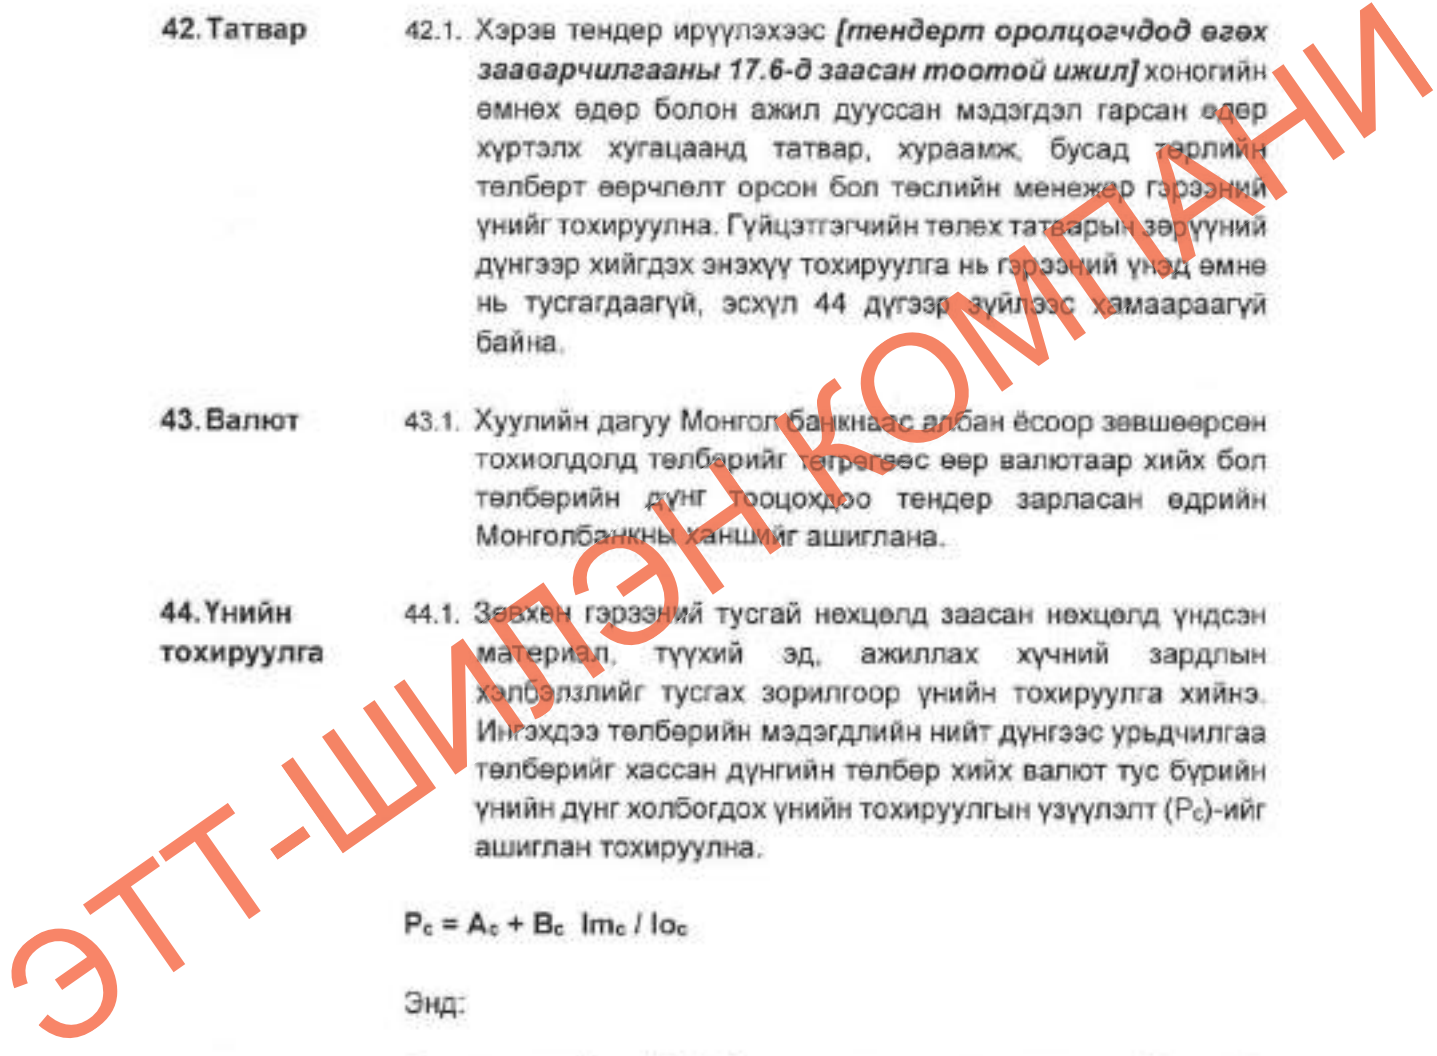 42. Татвар
42.1. Хэрэв тендер ирүүлэхээс [тендерт оролцогчдод өгөх
зааварчилгааны 17.6-д заасан тоотой ижил] хоногийн
өмнөх өдөр болон ажил дууссан мэдэгдэл гарсан өдөр
хүртэлх хугацаанд татвар, хураамж, бусад төрлийн
төлбөрт өөрчлөлт орсон бол төслийн менежер гэрээний
үнийг тохируулна. Гүйцэтгэгчийн төлөх татварын зөрүүний
дүнгээр хийгдэх энэхүү тохируулга нь гэрээний үнэд өмнө
нь тусгагдаагүй, эсхүл 44 дүгээр зүйлээс хамаараагүй
байна.
43. Валют
43.1. Хуулийн дагуу Монгол банкнаас албан ёсоор зөвшөөрсөн
тохиолдолд төлбөрийг төгрөгөөс өөр валютаар хийх бол
төлбөрийн дүнг тооцохдоо тендер зарласан өдрийн
Монголбанкны ханшийг ашиглана.
44. Үнийн
тохируулга
44.1. Зөвхөн гэрээний тусгай нөхцөлд заасан нөхцөлд үндсэн
материал, түүхий эд, ажиллах хүчний зардлын
хэлбэлзлийг тусгах зорилгоор үнийн тохируулга хийнэ.
Ингэхдээ төлбөрийн мэдэгдлийн нийт дүнгээс урьдчилгаа
төлбөрийг хассан дүнгийн төлбөр хийх валют тус бүрийн
үнийн дүнг холбогдох үнийн тохируулгын үзүүлэлт (Pc)-ийг
ашиглан тохируулна.
Pc = Ac + Bc Imc / Ioc
Энд:
ЭТТ-ШИЛЭН КОМПАНИ